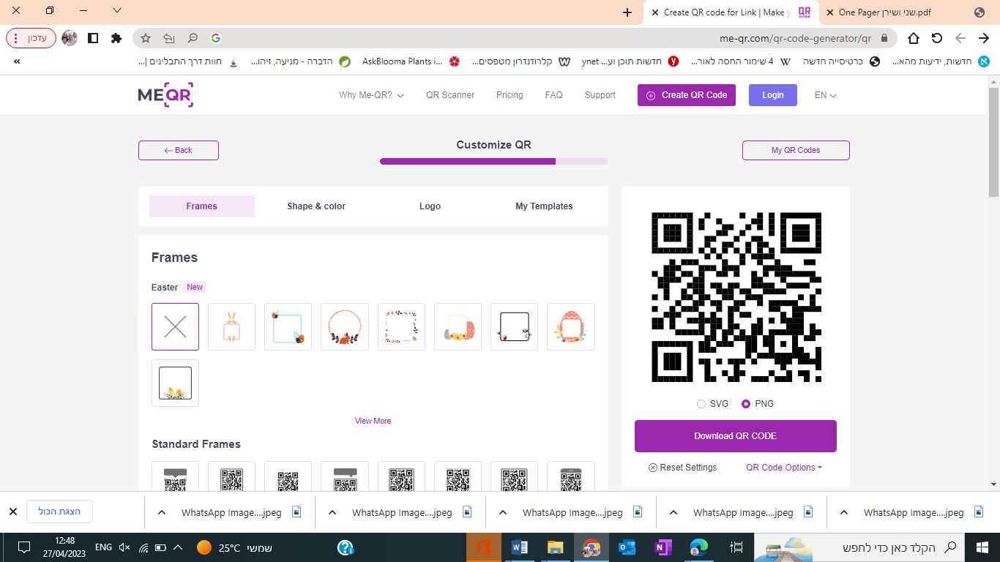 Create QR code for Link | Make y
One Pager שני ושירן.pdf
עדכון
me-qr.com/qr-code-generator/qr
חדשות, ידיעות מהא...
כרטיסייה חדשה
4 שימור החסה לאור...
ynet חדשות תוכן וע...
קלרודנדרון מטפסים...
AskBlooma Plants i...
הדברה - מניעה, זיהו...
חוות דרך התבלינים |...
MEQR
Why Me-QR?
QR Scanner
Pricing
FAQ
Support
Create QR Code
Login
EN
Back
Customize QR
My QR Codes
Frames
Shape & color
Logo
My Templates
Frames
Easter New
View More
Standard Frames
SVG
PNG
Download QR CODE
Reset Settings
QR Code Options
הצגת הכול
WhatsApp Image....jpeg
WhatsApp Image....jpeg
WhatsApp Image....jpeg
WhatsApp Image....jpeg
WhatsApp Image....jpeg
12:48
27/04/2023
ENG
25°C שמשי
הקלד כאן כדי לחפש